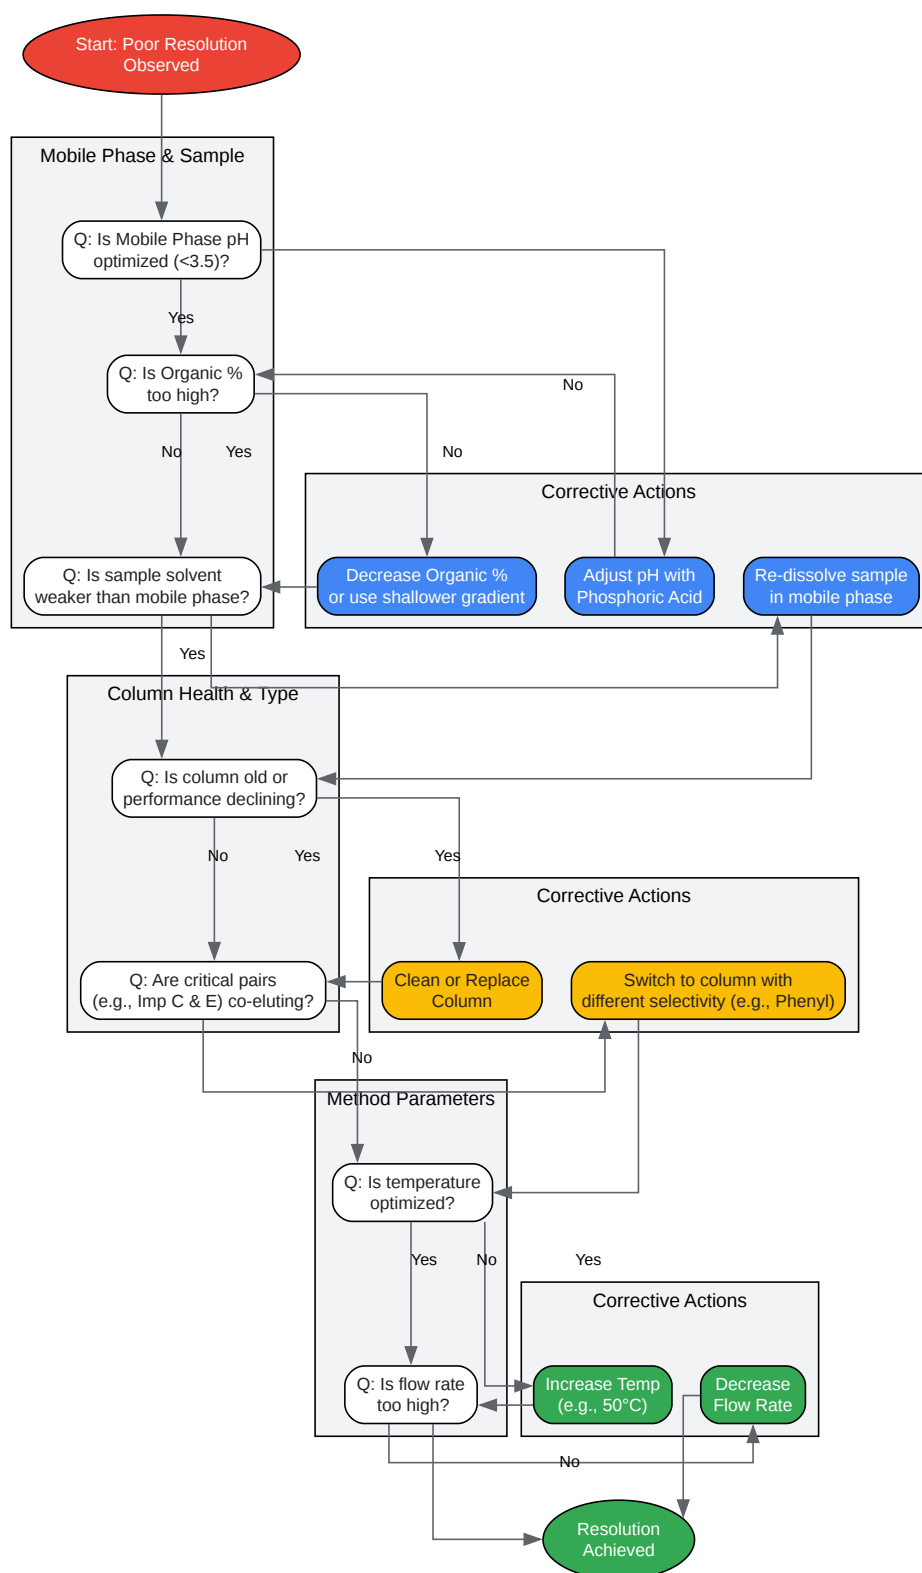 Start: Poor Resolution
Observed
Mobile Phase & Sample
Q: Is Mobile Phase pH
optimized (<3.5)?
Yes
Q: Is Organic %
too high?
No
No
Yes
No
Corrective Actions
Q: Is sample solvent
weaker than mobile phase?
Decrease Organic %
or use shallower gradient
Adjust pH with
Phosphoric Acid
Re-dissolve sample
in mobile phase
Yes
Column Health & Type
Q: Is column old or
performance declining?
No
Yes
Yes
Corrective Actions
Q: Are critical pairs
(e.g., Imp C & E) co-eluting?
Clean or Replace
Column
Switch to column with
different selectivity (e.g., Phenyl)
No
Method Parameters
Q: Is temperature
optimized?
Yes
No
Yes
Corrective Actions
Q: Is flow rate
too high?
Increase Temp
(e.g., 50°C)
Decrease
Flow Rate
No
Resolution
Achieved